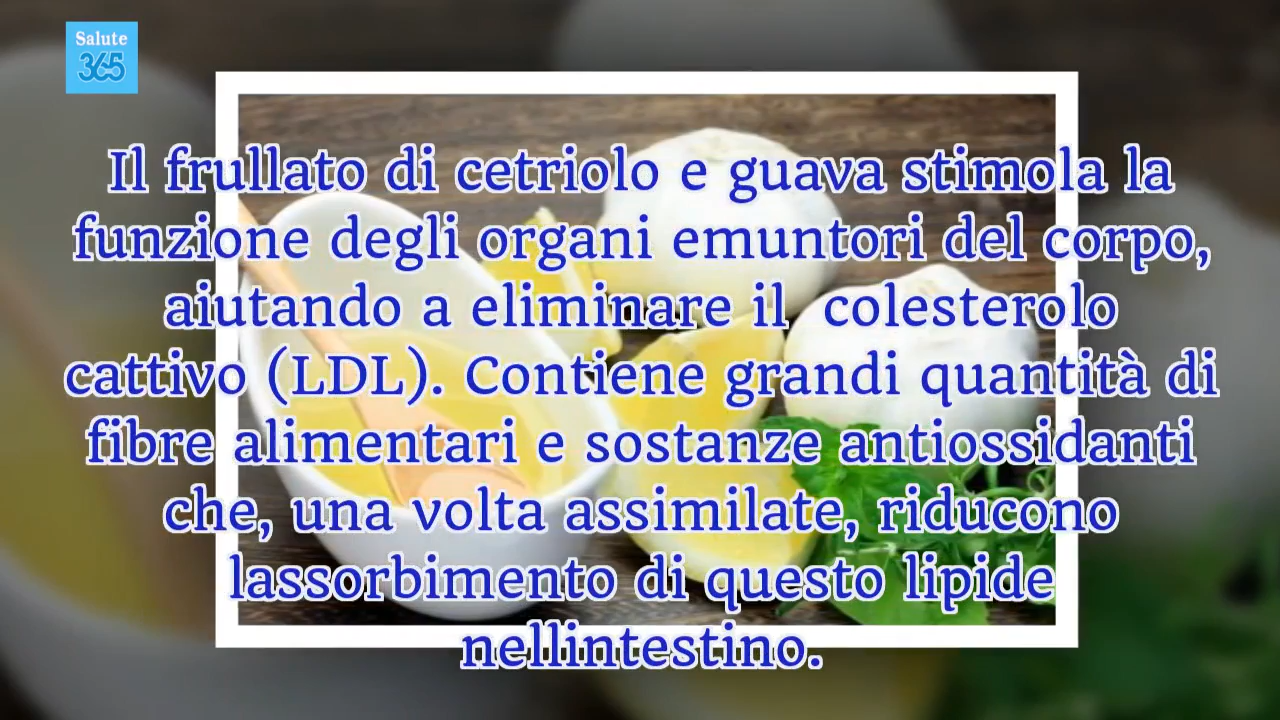 Salute
365
Il frullato di cetriolo e guava stimola la
funzione degli organi emuntori del corpo,
aiutando a eliminare il  colesterolo
cattivo (LDL). Contiene grandi quantità di
fibre alimentari e sostanze antiossidanti
che, una volta assimilate, riducono
lassorbimento di questo lipide
nellintestino.